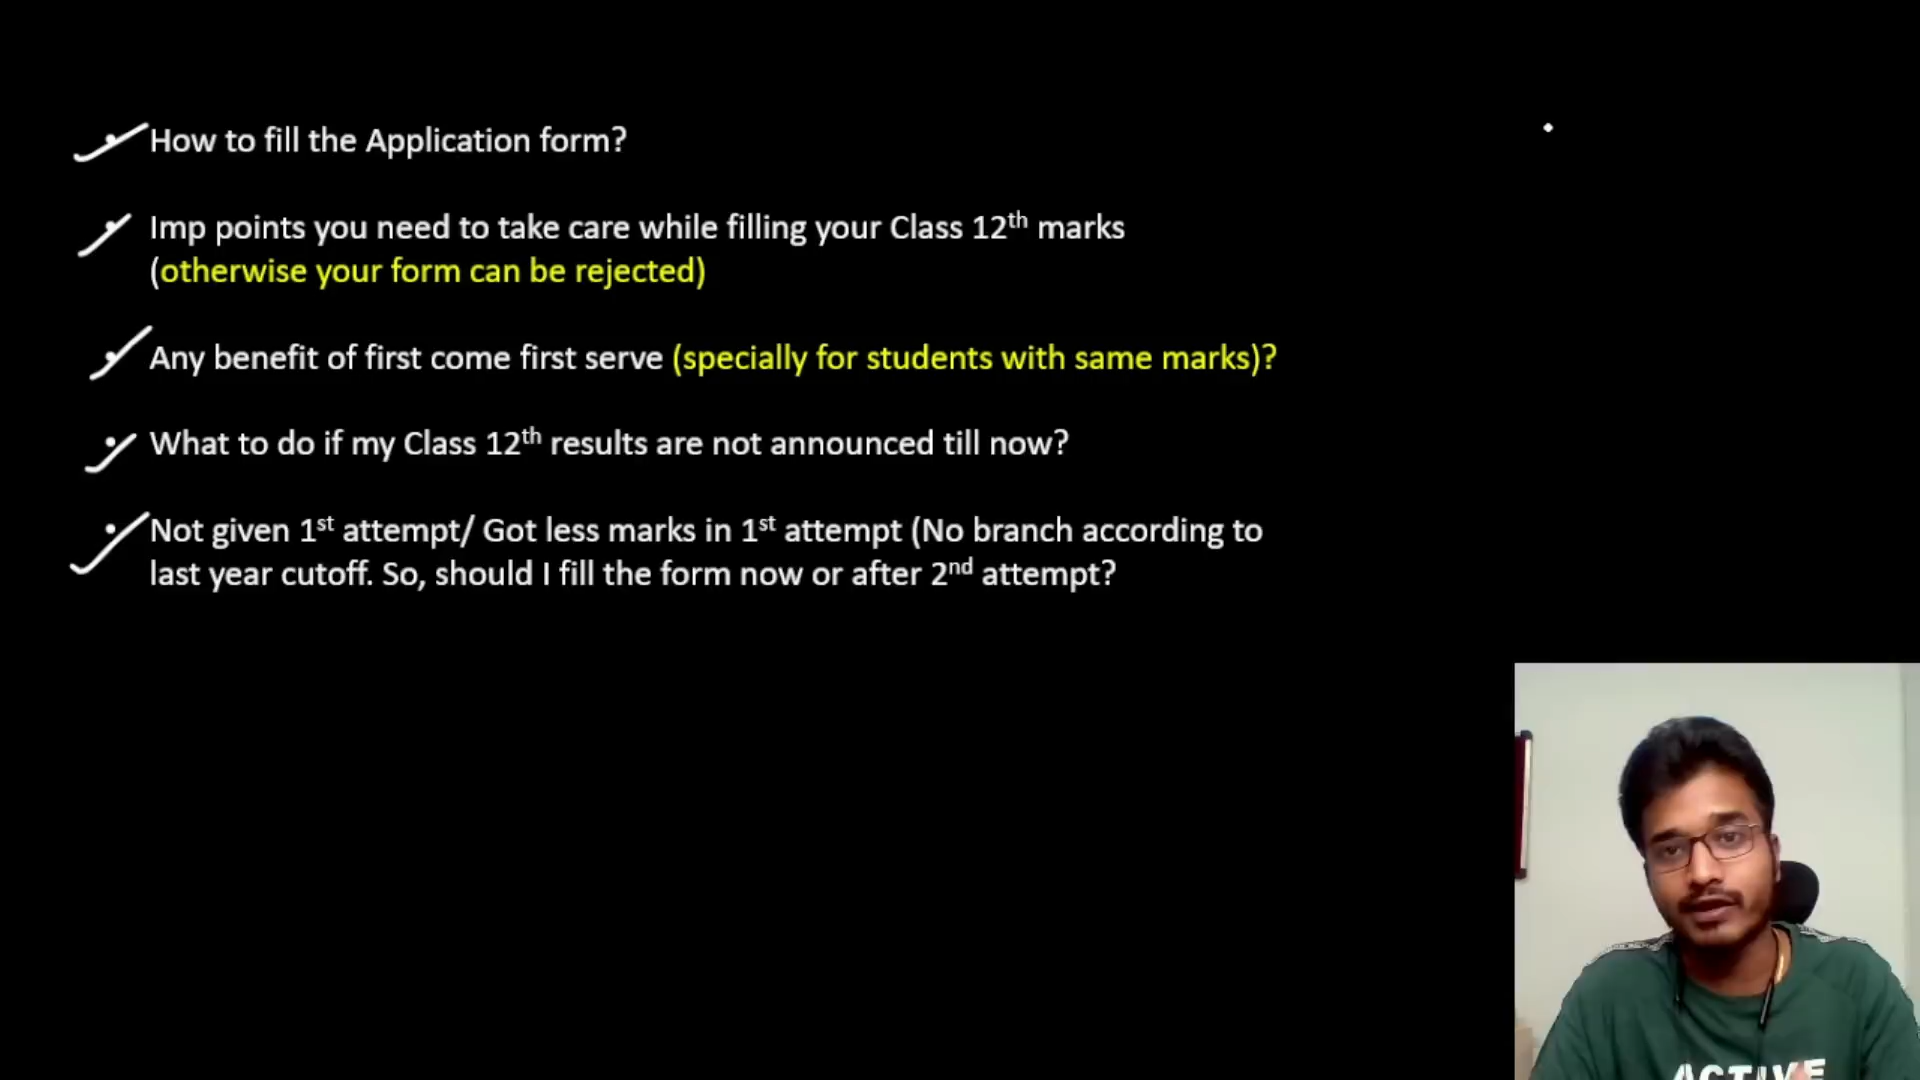 How to fill the Application form?
Imp points you need to take care while filling your Class 12th marks
(otherwise your form can be rejected)
Any benefit of first come first serve (specially for students with same marks)?
What to do if my Class 12th results are not announced till now?
Not given 1st attempt/ Got less marks in 1st attempt (No branch according to
last year cutoff. So, should I fill the form now or after 2nd attempt?
ACTIVE